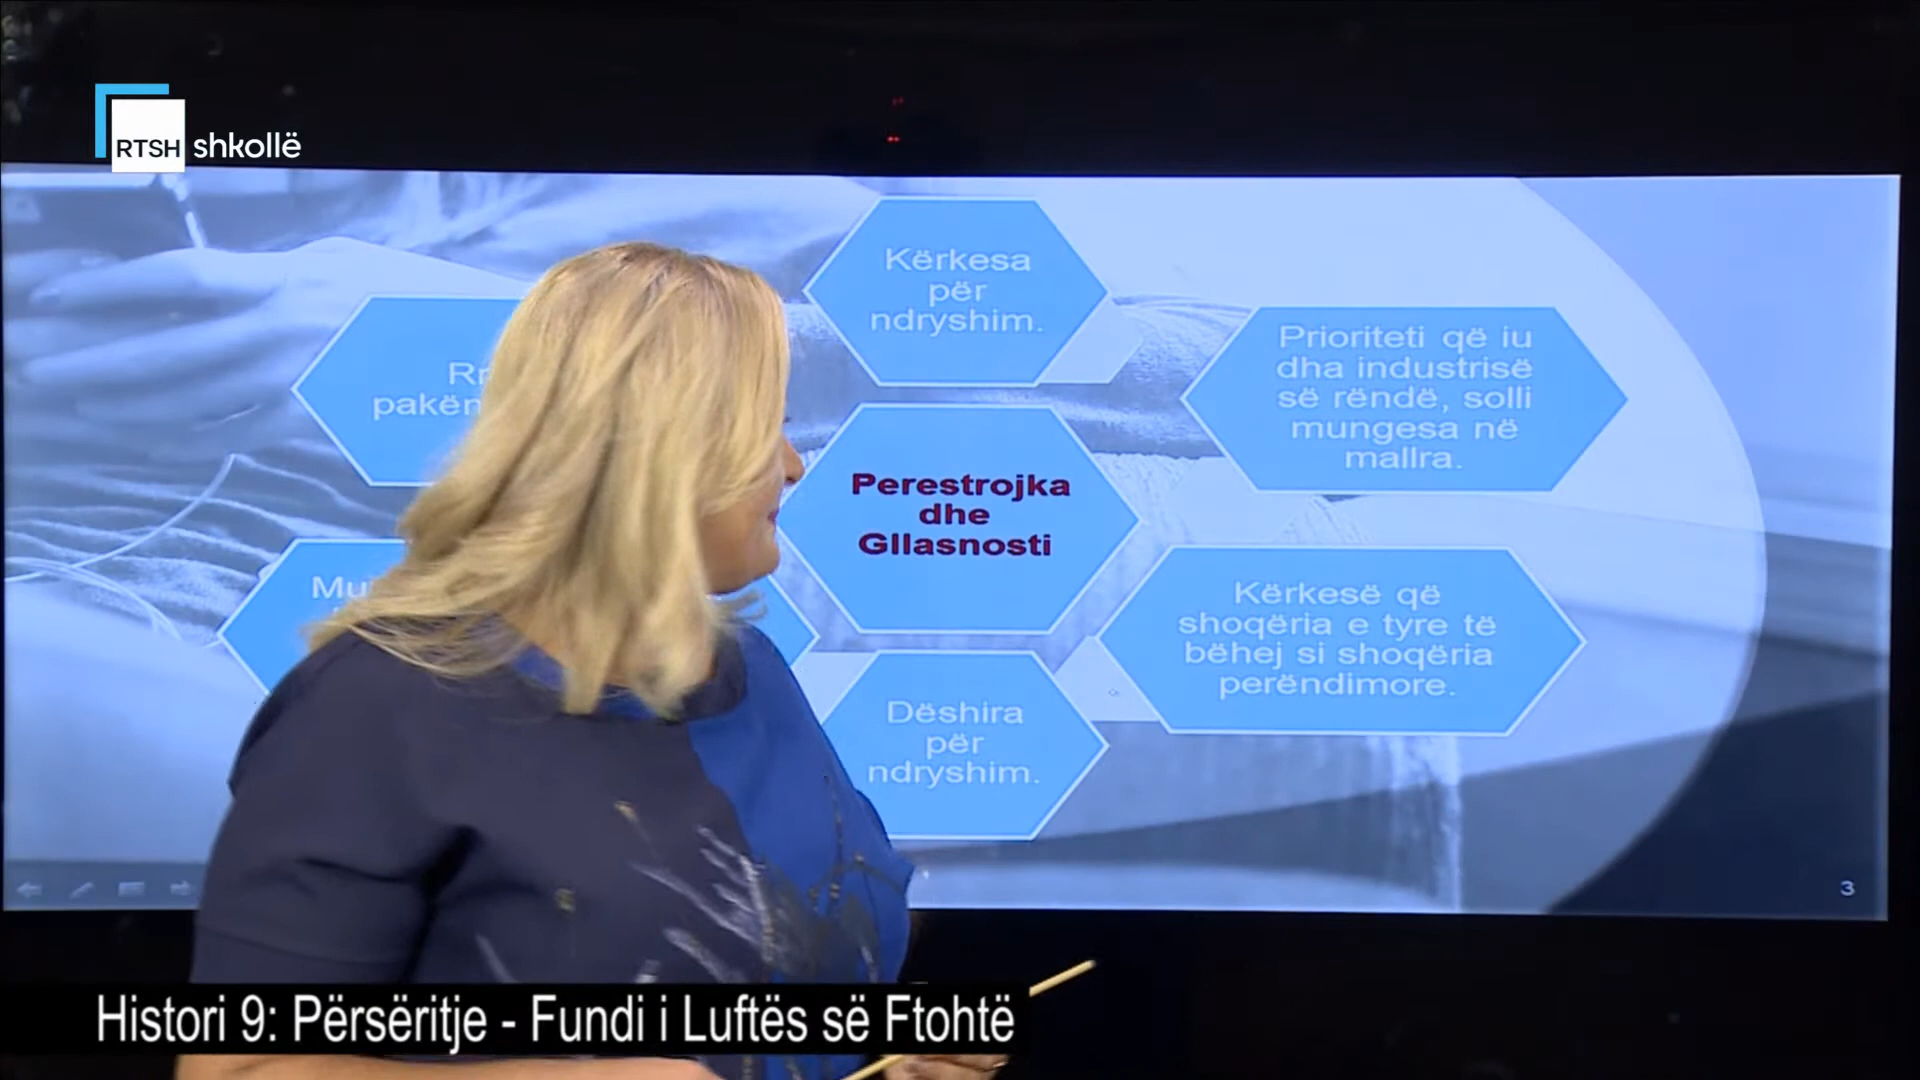 RTSH shkollë
Kërkesa
për
ndryshim.
Prioriteti që iu
dha industrisë
së rëndë, solli
mungesa në
mallra.
Perestrojka
dhe
Gllasnosti
Kërkesë që
shoqëria e tyre të
bëhej si shoqëria
perëndimore.
Dëshira
për
ndryshim.
3
Histori 9: Përsëritje - Fundi i Luftës së Ftohtë